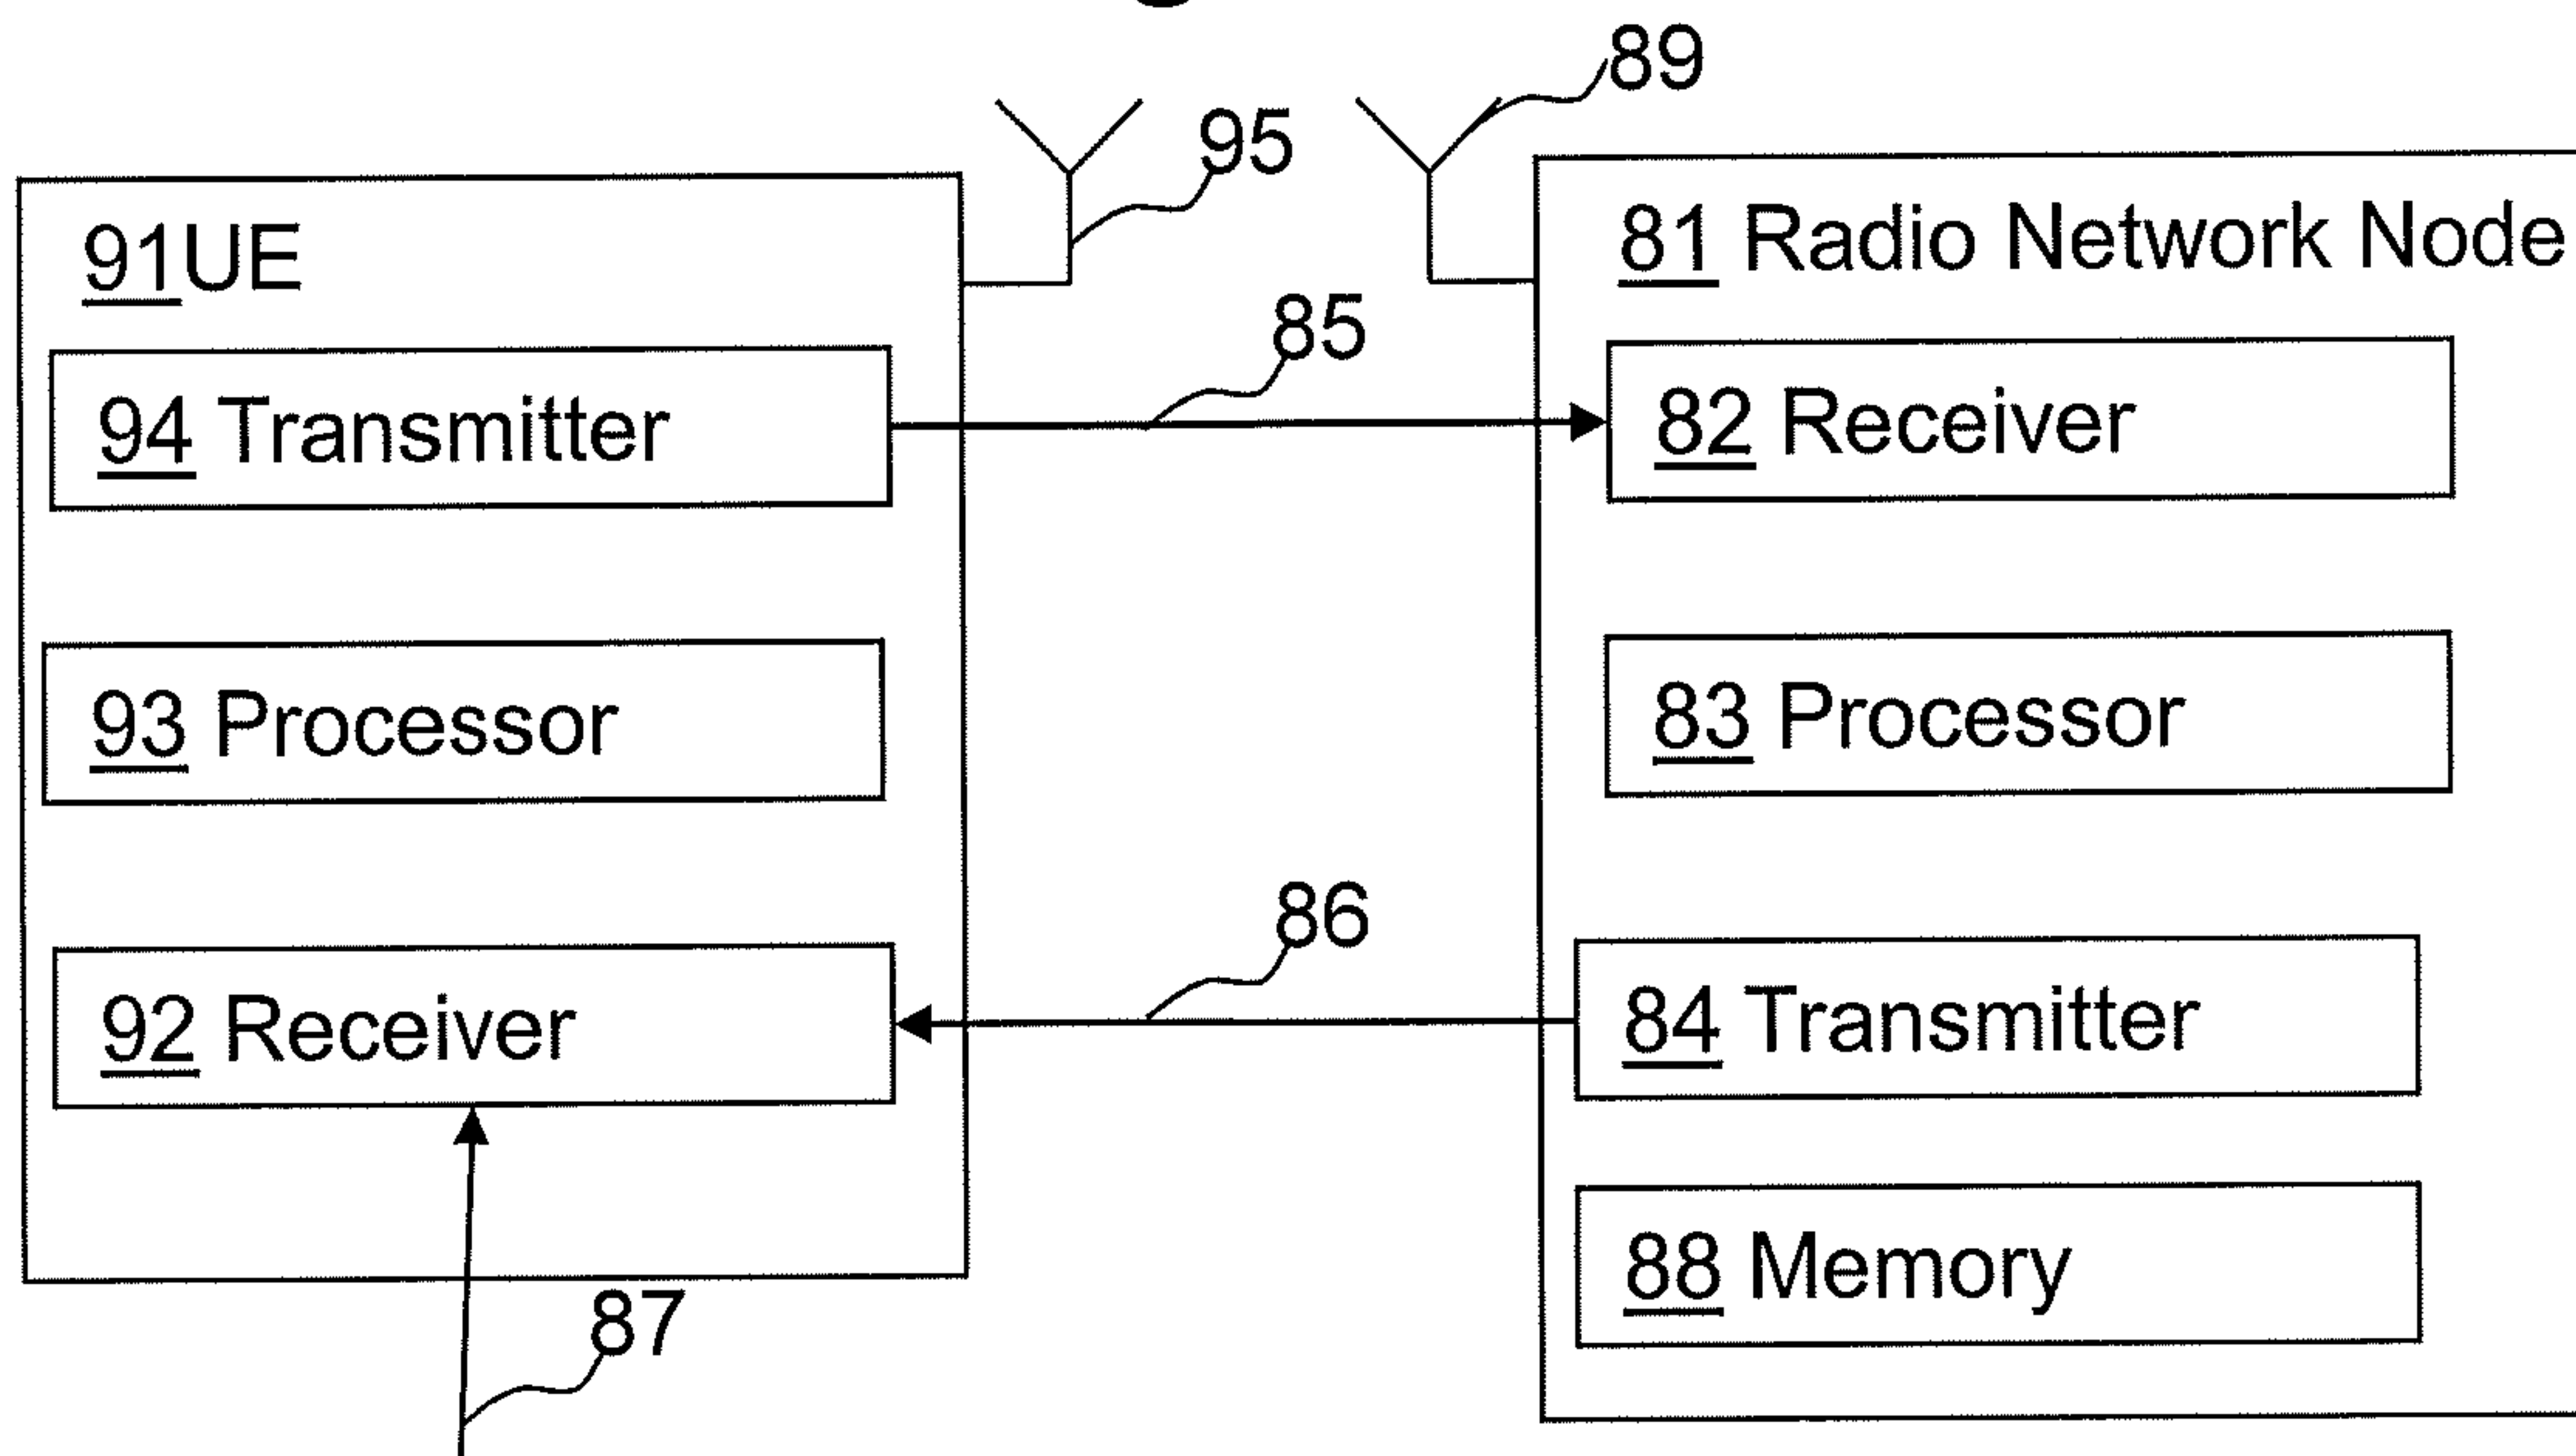 89
95
91UE
81 Radio Network Node
85
94 Transmitter
82 Receiver
93 Processor
83 Processor
86
92 Receiver
84 Transmitter
88 Memory
87